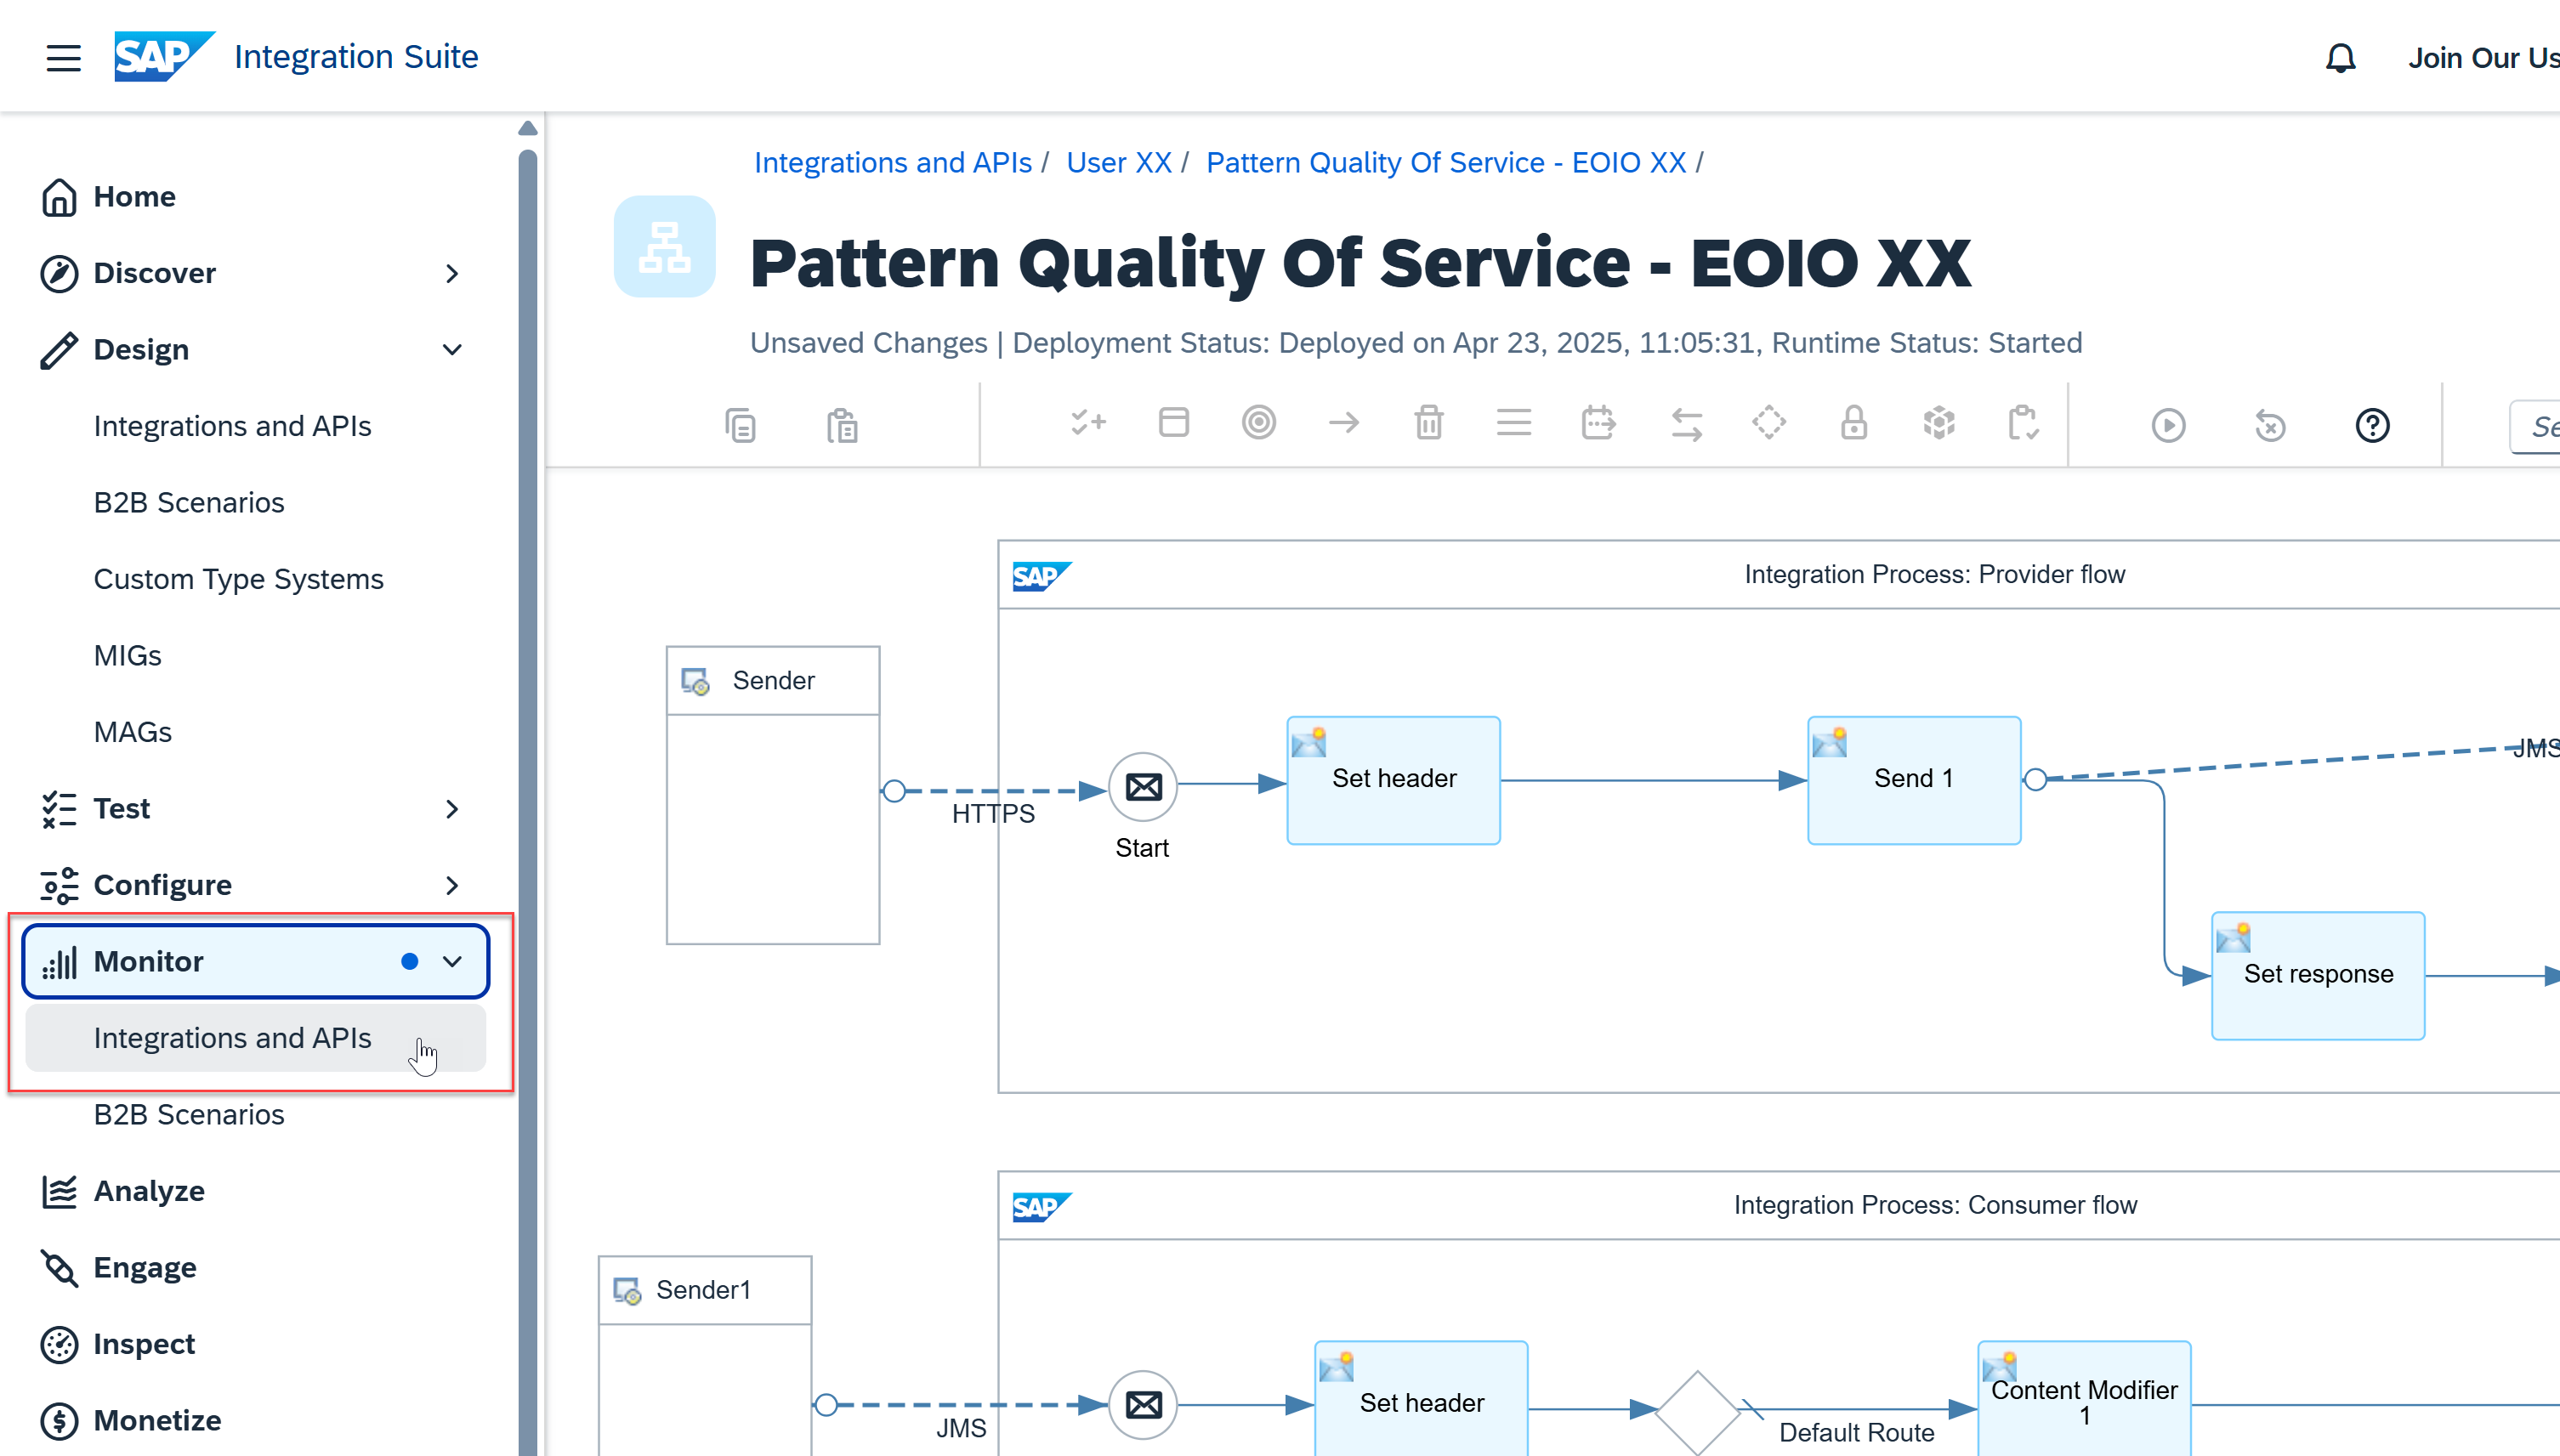 SAP Integration Suite
Join Our Us
Home
Discover
Design
Integrations and APIs
B2B Scenarios
Custom Type Systems
MIGs
MAGs
Test
Configure
Monitor
Integrations and APIs
B2B Scenarios
Analyze
Engage
Inspect
Monetize
Integrations and APIs / User XX / Pattern Quality Of Service - EOIO XX /
Pattern Quality Of Service - EOIO XX
Unsaved Changes | Deployment Status: Deployed on Apr 23, 2025, 11:05:31, Runtime Status: Started
Se
SAP
Integration Process: Provider flow
Sender
HTTPS
Start
Set header
Send 1
JMS
Set response
SAP
Integration Process: Consumer flow
Sender1
JMS
Set header
Default Route
Content Modifier
1